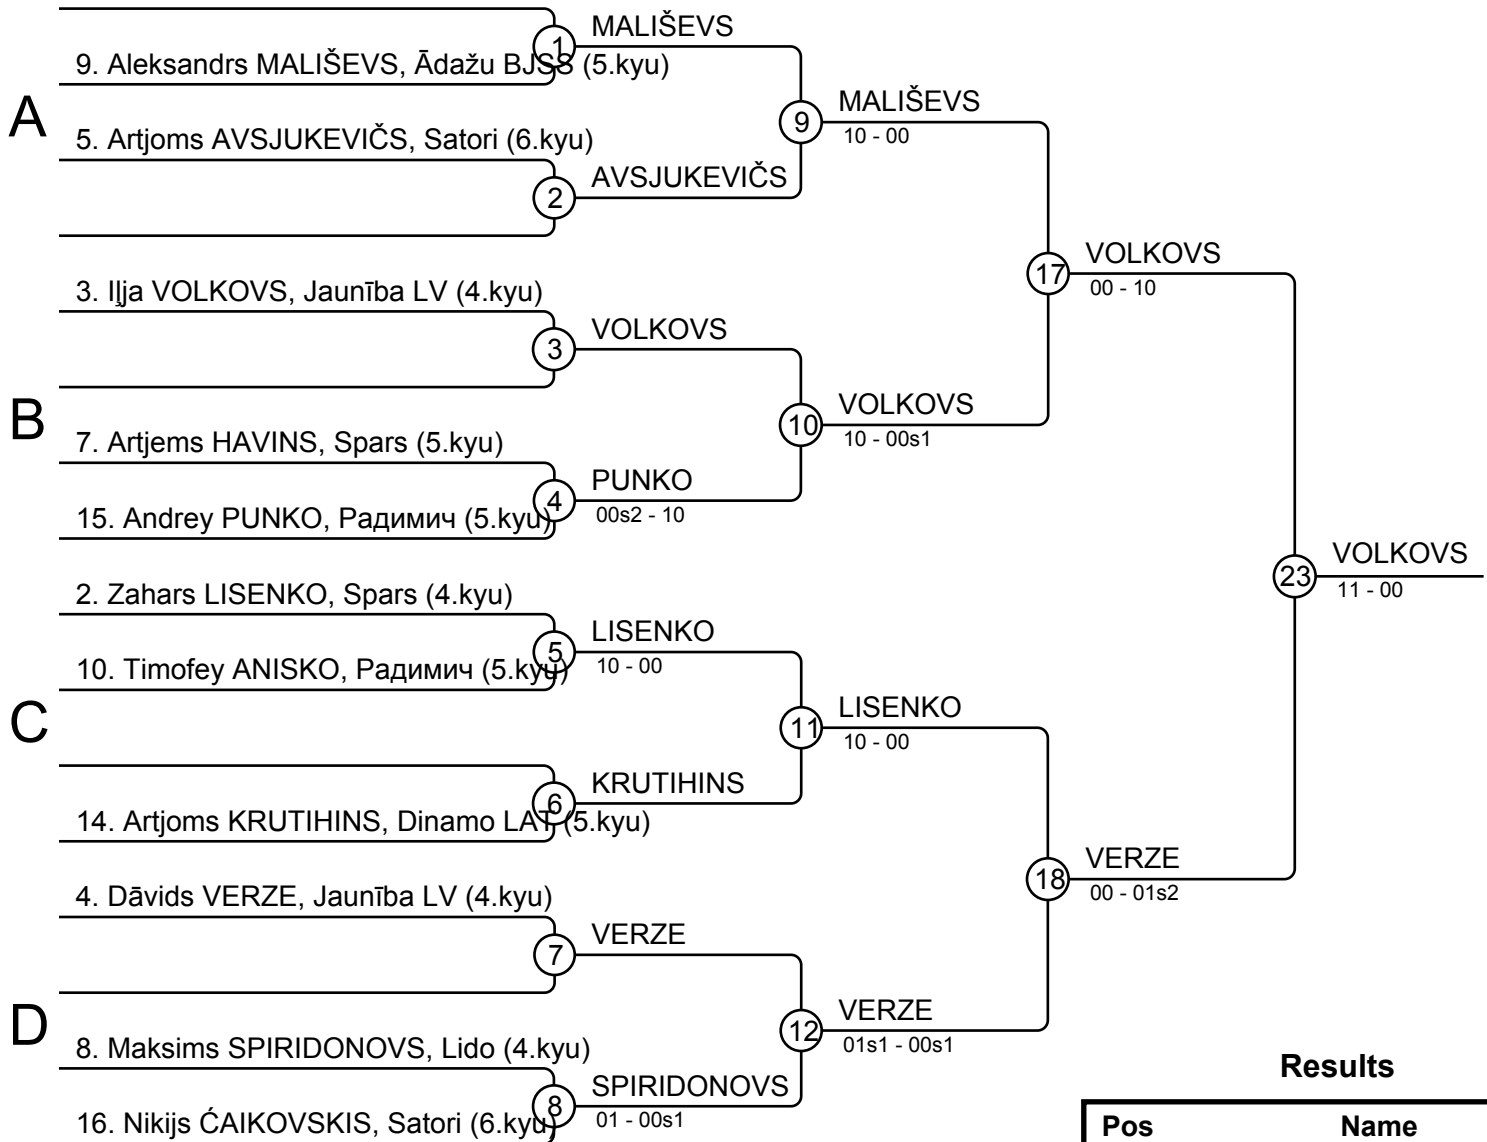 MALIŠEVS
1
9. Aleksandrs MALIŠEVS, Ādažu BJSS (5.kyu)
A
MALIŠEVS
9
10 - 00
5. Artjoms AVSJUKEVIČS, Satori (6.kyu)
AVSJUKEVIČS
2
VOLKOVS
17
00 - 10
3. Iļja VOLKOVS, Jaunība LV (4.kyu)
VOLKOVS
3
B
VOLKOVS
10
10 - 00s1
7. Artjems HAVINS, Spars (5.kyu)
PUNKO
4
00s2 - 10
15. Andrey PUNKO, Радимич (5.kyu)
VOLKOVS
23
11 - 00
2. Zahars LISENKO, Spars (4.kyu)
LISENKO
5
10 - 00
10. Timofey ANISKO, Радимич (5.kyu)
C
LISENKO
11
10 - 00
KRUTIHINS
6
14. Artjoms KRUTIHINS, Dinamo LAT (5.kyu)
VERZE
18
00 - 01s2
4. Dāvids VERZE, Jaunība LV (4.kyu)
VERZE
7
D
VERZE
12
01s1 - 00s1
8. Maksims SPIRIDONOVS, Lido (4.kyu)
SPIRIDONOVS
8
01 - 00s1
16. Nikijs ĆAIKOVSKIS, Satori (6.kyu)
Results
Pos Name